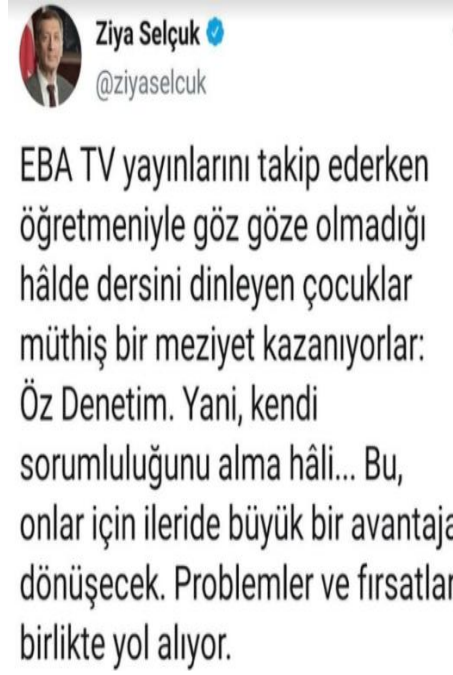 Ziya Selçuk
@ziyaselcuk
EBA TV yayınlarını takip ederken
öğretmeniyle göz göze olmadığı
hâlde dersini dinleyen çocuklar
müthiş bir meziyet kazanıyorlar:
Öz Denetim. Yani, kendi
sorumluluğunu alma hâli... Bu,
onlar için ileride büyük bir avantaja
dönüşecek. Problemler ve fırsatlar
birlikte yol alıyor.